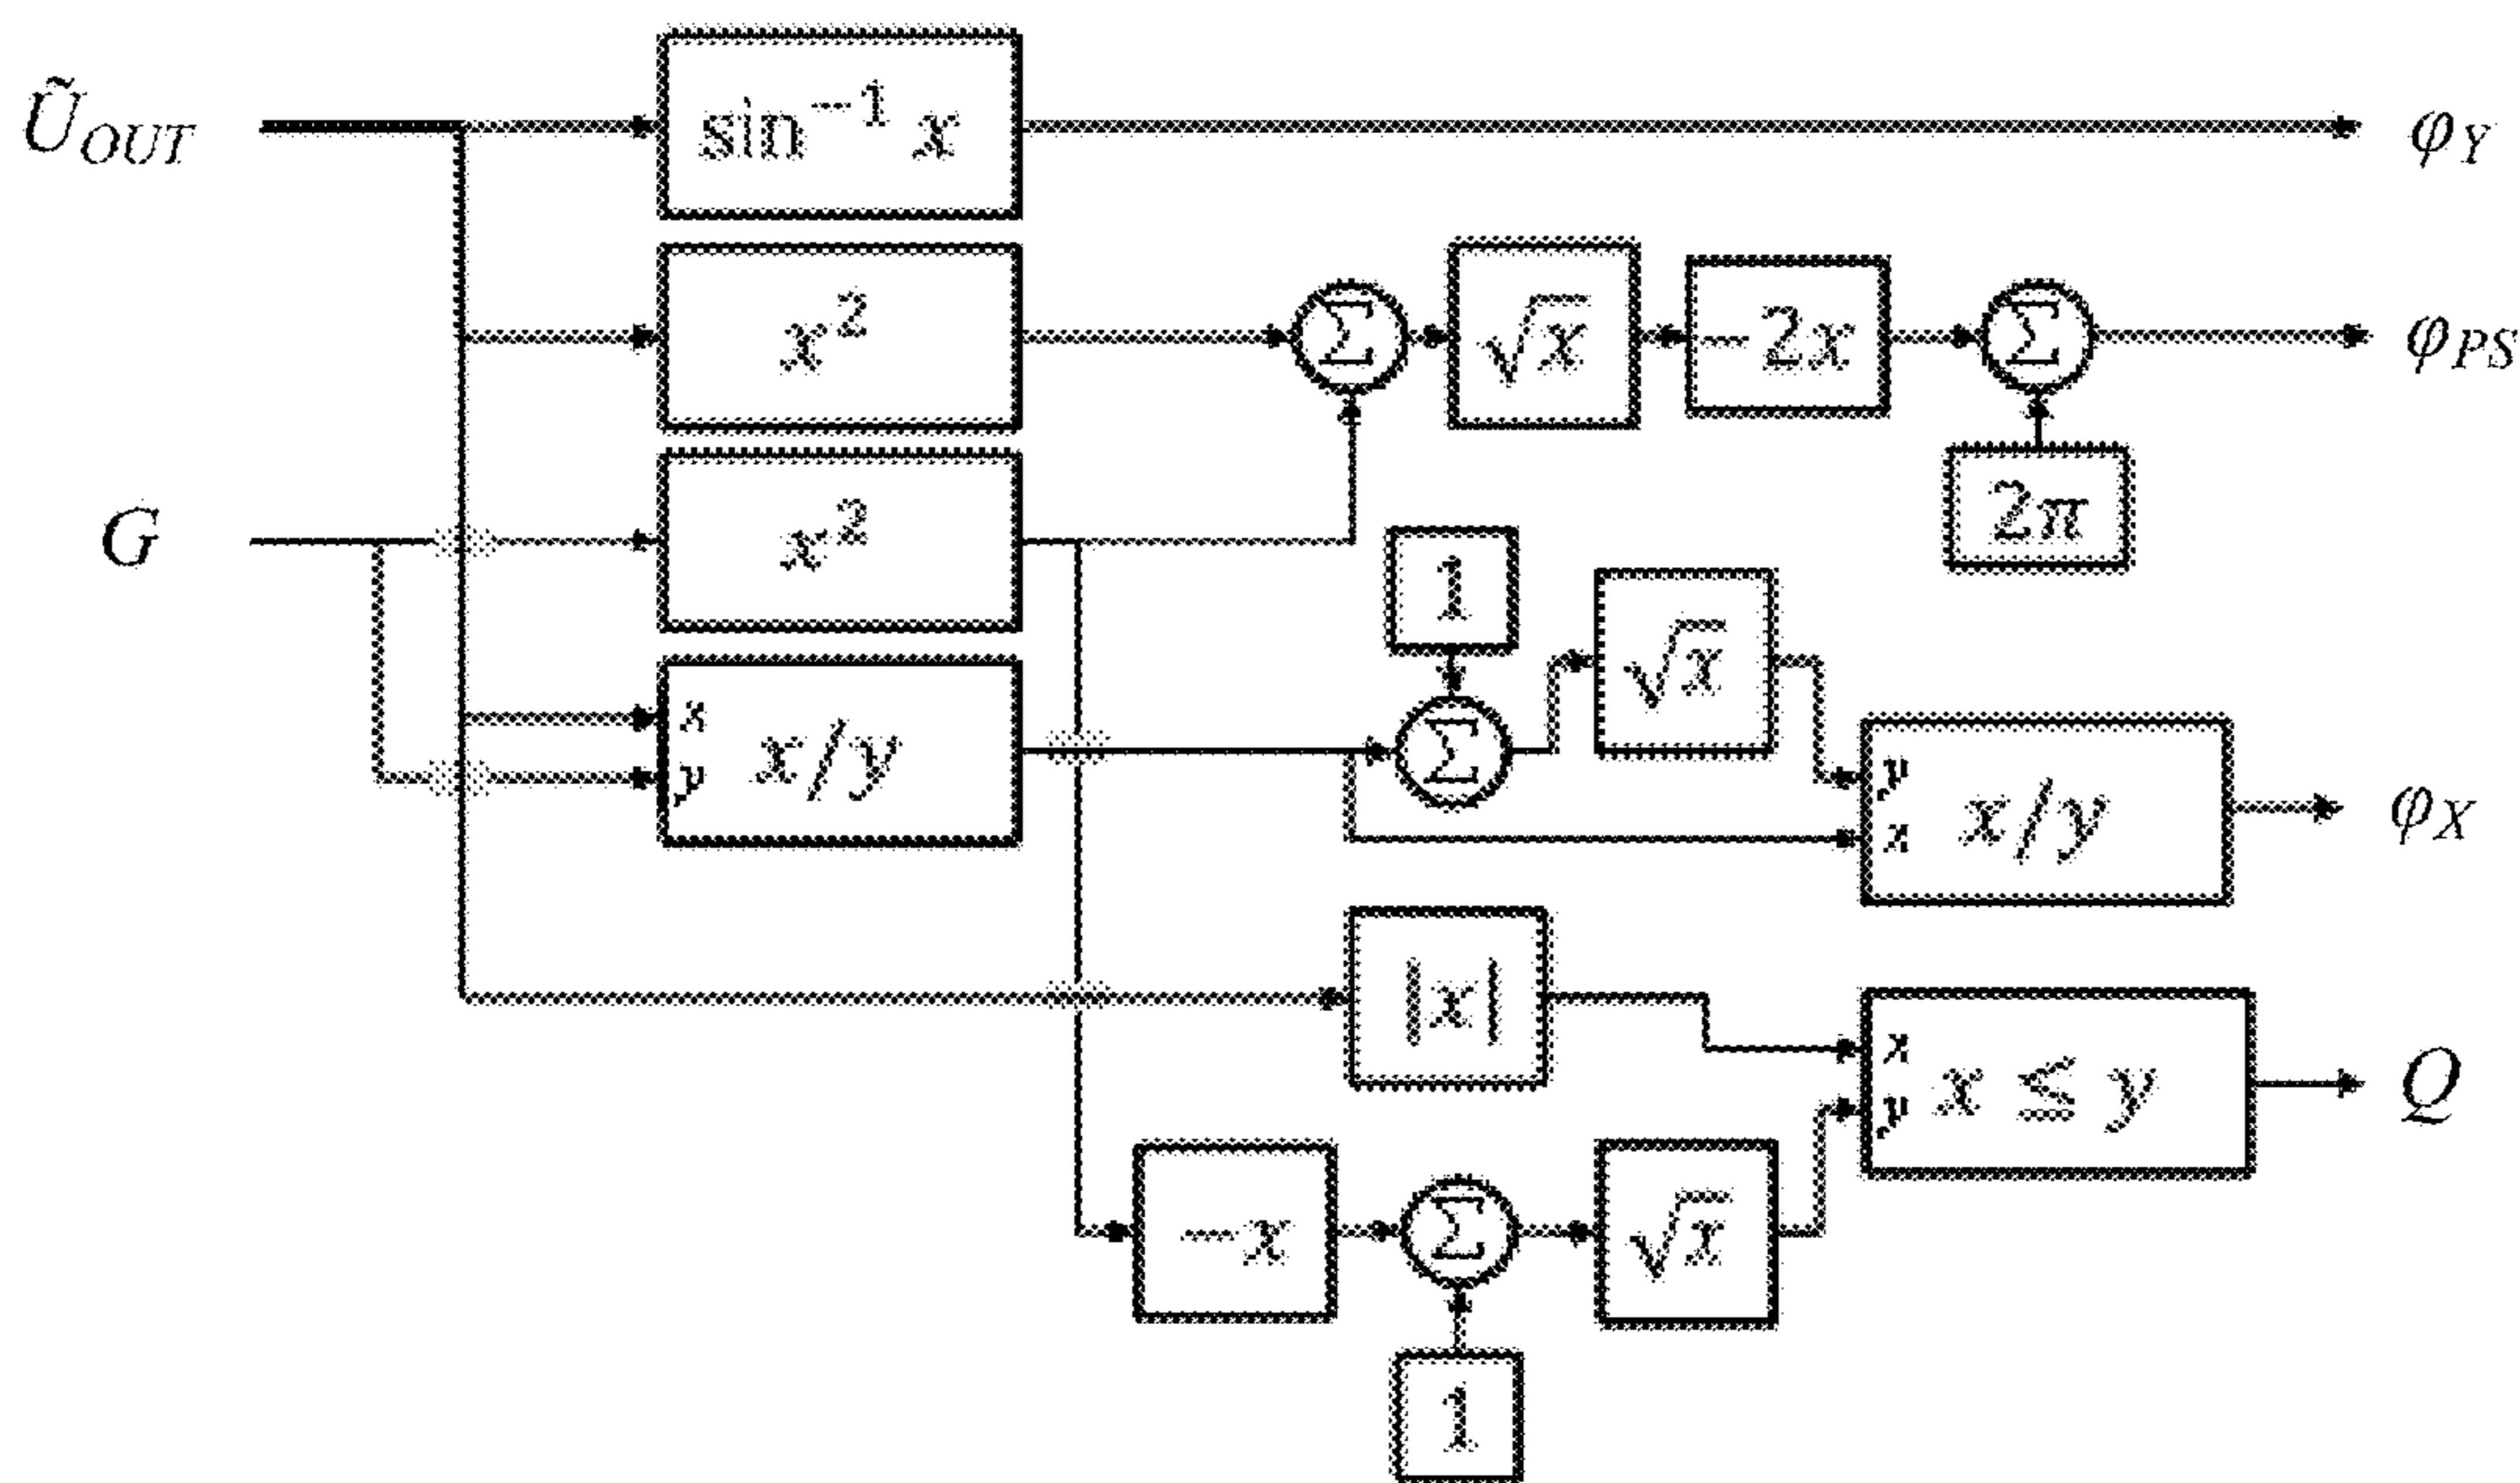 Ũ_OUT
sin⁻¹ x
φ_Y
x²
Σ
√x
−2x
Σ
φ_PS
2π
G
x²
1
√x
x
y
x/y
Σ
y
x
x/y
φ_X
|x|
x
y
x ≤ y
Q
−x
Σ
√x
1